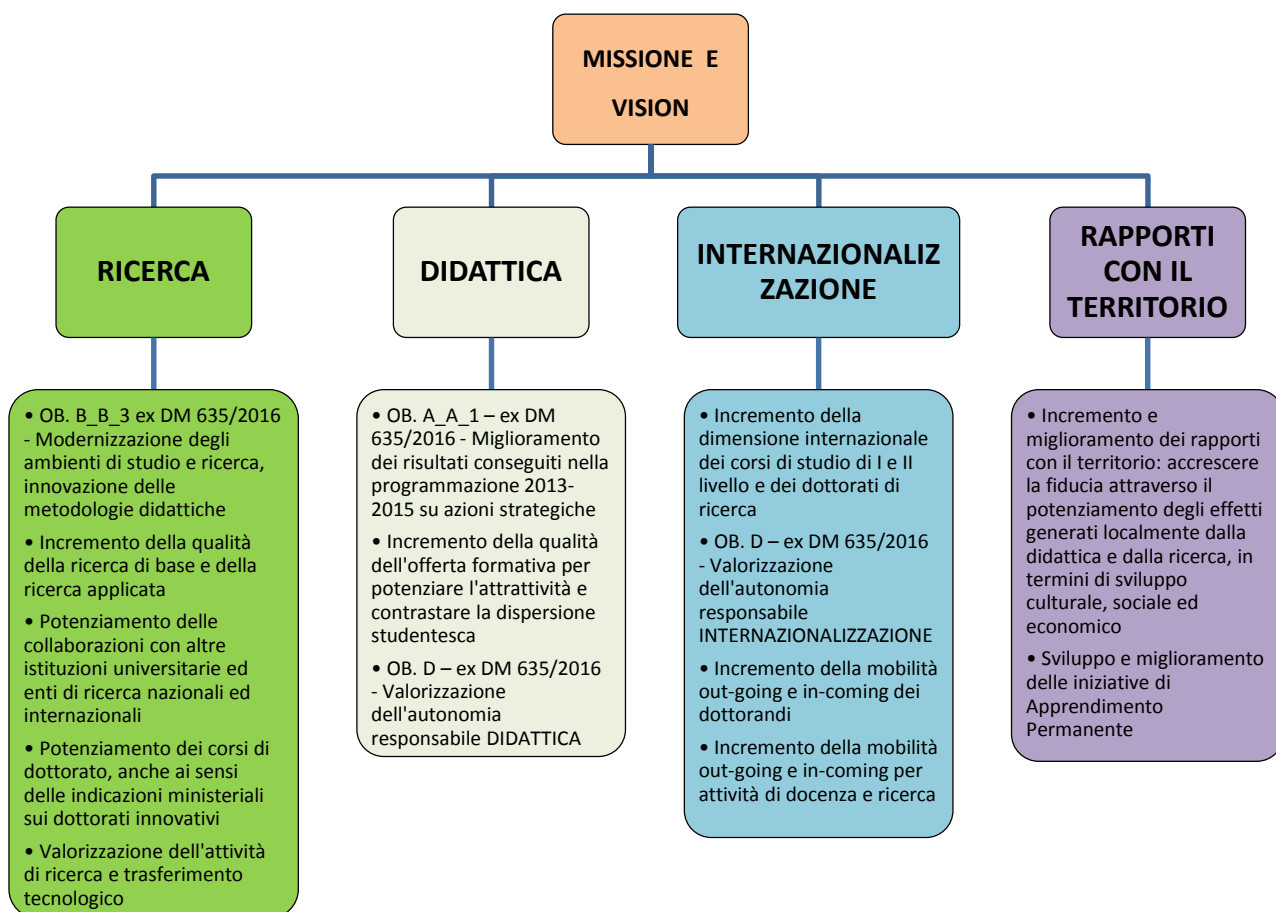 MISSIONE E
VISION
RICERCA
DIDATTICA
INTERNAZIONALIZ
ZAZIONE
RAPPORTI
CON IL
TERRITORIO
• OB. B_B_3 ex DM 635/2016
- Modernizzazione degli
ambienti di studio e ricerca,
innovazione delle
metodologie didattiche
• Incremento della qualità
della ricerca di base e della
ricerca applicata
• Potenziamento delle
collaborazioni con altre
istituzioni universitarie ed
enti di ricerca nazionali ed
internazionali
• Potenziamento dei corsi di
dottorato, anche ai sensi
delle indicazioni ministeriali
sui dottorati innovativi
• Valorizzazione dell'attività
di ricerca e trasferimento
tecnologico
• OB. A_A_1 – ex DM
635/2016 - Miglioramento
dei risultati conseguiti nella
programmazione 2013-
2015 su azioni strategiche
• Incremento della qualità
dell'offerta formativa per
potenziare l'attrattività e
contrastare la dispersione
studentesca
• OB. D – ex DM 635/2016
- Valorizzazione
dell'autonomia
responsabile DIDATTICA
• Incremento della
dimensione internazionale
dei corsi di studio di I e II
livello e dei dottorati di
ricerca
• OB. D – ex DM 635/2016
- Valorizzazione
dell'autonomia
responsabile
INTERNAZIONALIZZAZIONE
• Incremento della mobilità
out-going e in-coming dei
dottorandi
• Incremento della mobilità
out-going e in-coming per
attività di docenza e ricerca
• Incremento e
miglioramento dei rapporti
con il territorio: accrescere
la fiducia attraverso il
potenziamento degli effetti
generati localmente dalla
didattica e dalla ricerca, in
termini di sviluppo
culturale, sociale ed
economico
• Sviluppo e miglioramento
delle iniziative di
Apprendimento
Permanente